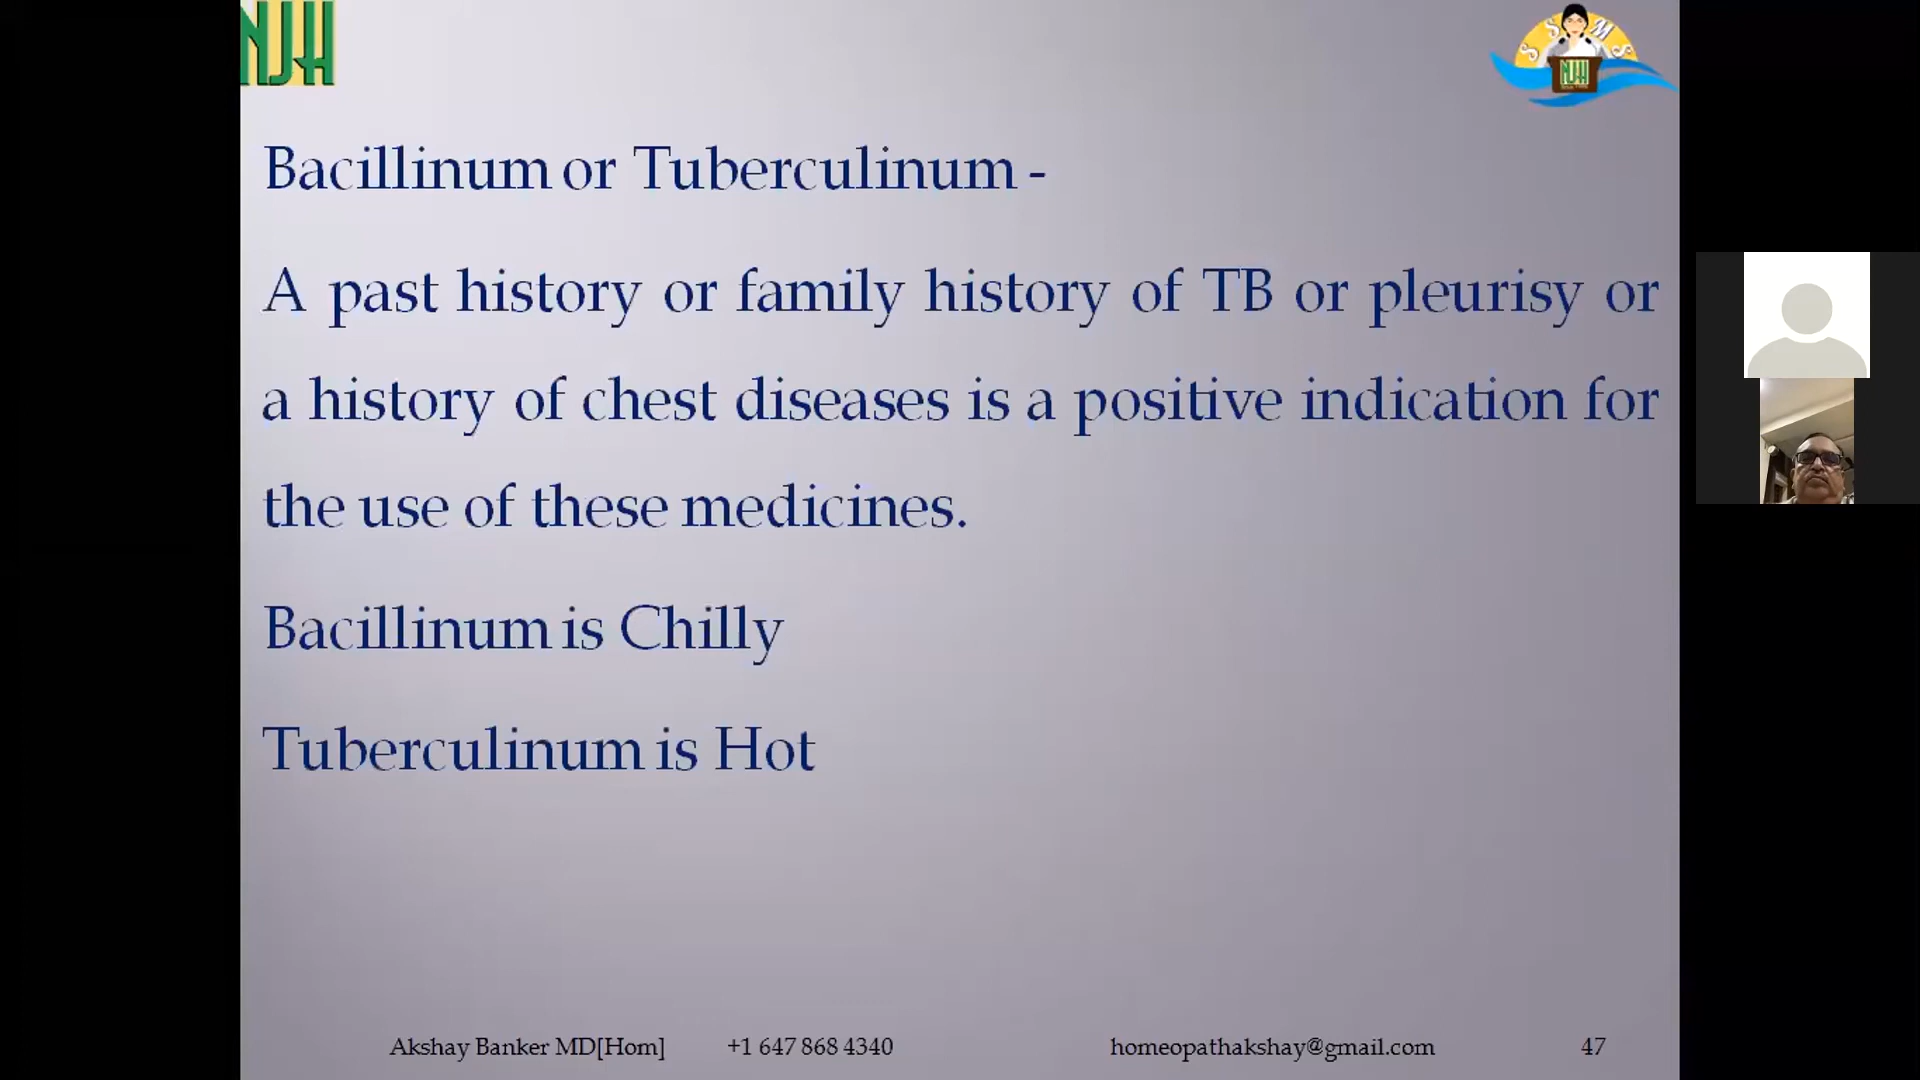 NJH
S S M S
NJH
Bacillinum or Tuberculinum -
A past history or family history of TB or pleurisy or
a history of chest diseases is a positive indication for
the use of these medicines.
Bacillinum is Chilly
Tuberculinum is Hot
Akshay Banker MD[Hom] +1 647 868 4340 homeopathakshay@gmail.com 47